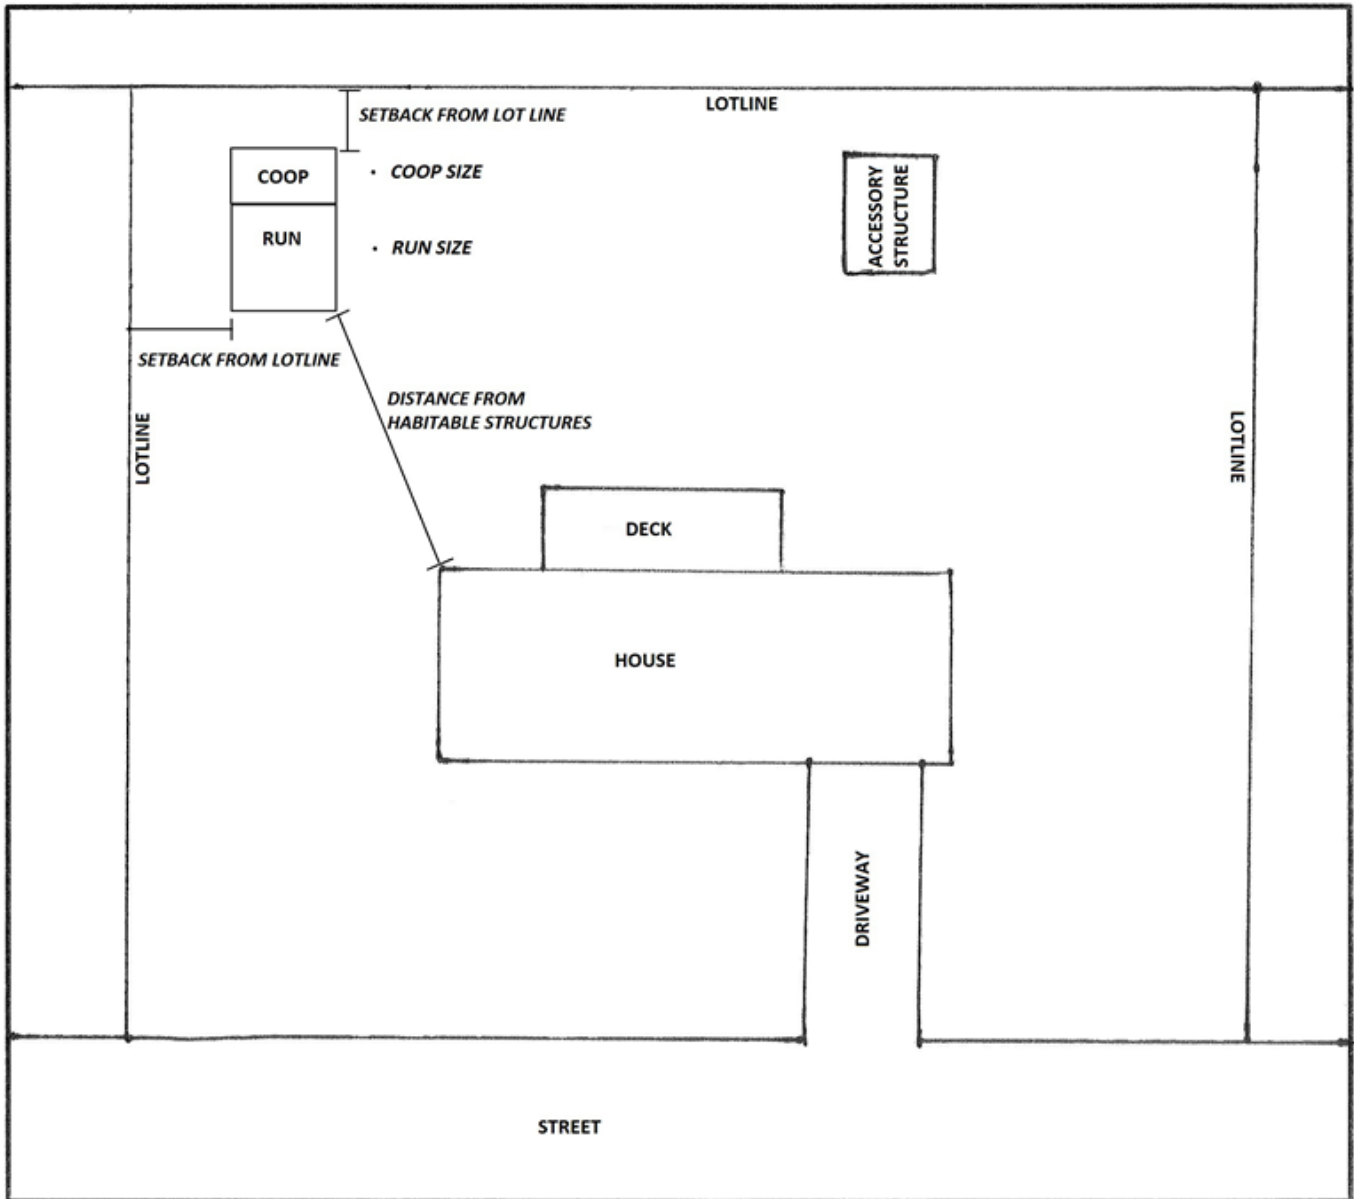 LOTLINE
SETBACK FROM LOT LINE
COOP
• COOP SIZE
ACCESSORY
STRUCTURE
RUN
• RUN SIZE
SETBACK FROM LOTLINE
DISTANCE FROM
HABITABLE STRUCTURES
LOTLINE
LOTLINE
DECK
HOUSE
DRIVEWAY
STREET